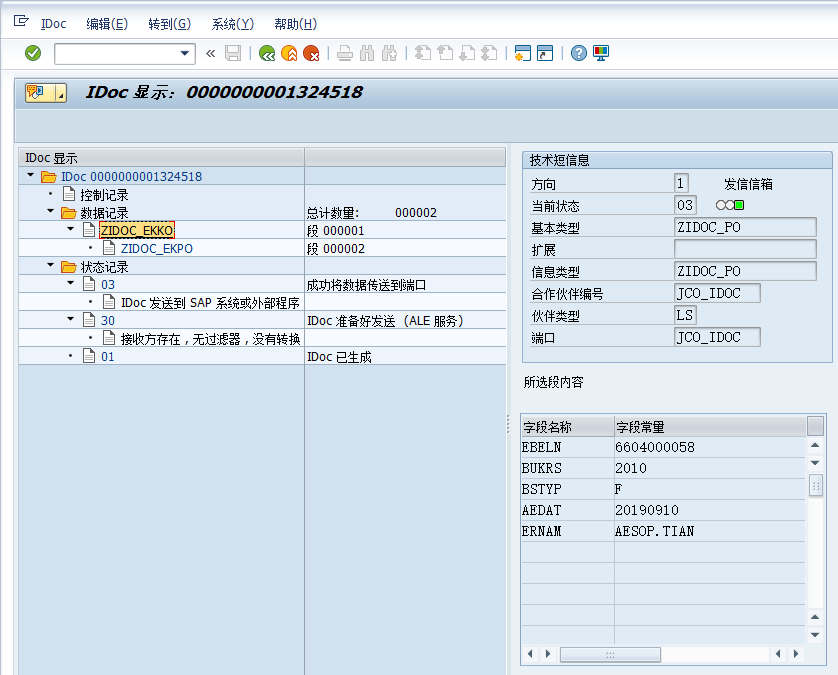 IDoc 编辑(E) 转到(G) 系统(Y) 帮助(H)
IDoc 显示: 0000000001324518
IDoc 显示
IDoc 0000000001324518
控制记录
数据记录 总计数量: 000002
ZIDOC_EKKO 段 000001
ZIDOC_EKPO 段 000002
状态记录
03 成功将数据传送到端口
IDoc 发送到 SAP 系统或外部程序
30 IDoc 准备好发送 (ALE 服务)
接收方存在,无过滤器,没有转换
01 IDoc 已生成
技术短信息
方向 1 发信信箱
当前状态 03
基本类型 ZIDOC_PO
扩展
信息类型 ZIDOC_PO
合作伙伴编号 JCO_IDOC
伙伴类型 LS
端口 JCO_IDOC
所选段内容
字段名称 字段常量
EBELN 6604000058
BUKRS 2010
BSTYP F
AEDAT 20190910
ERNAM AESOP.TIAN